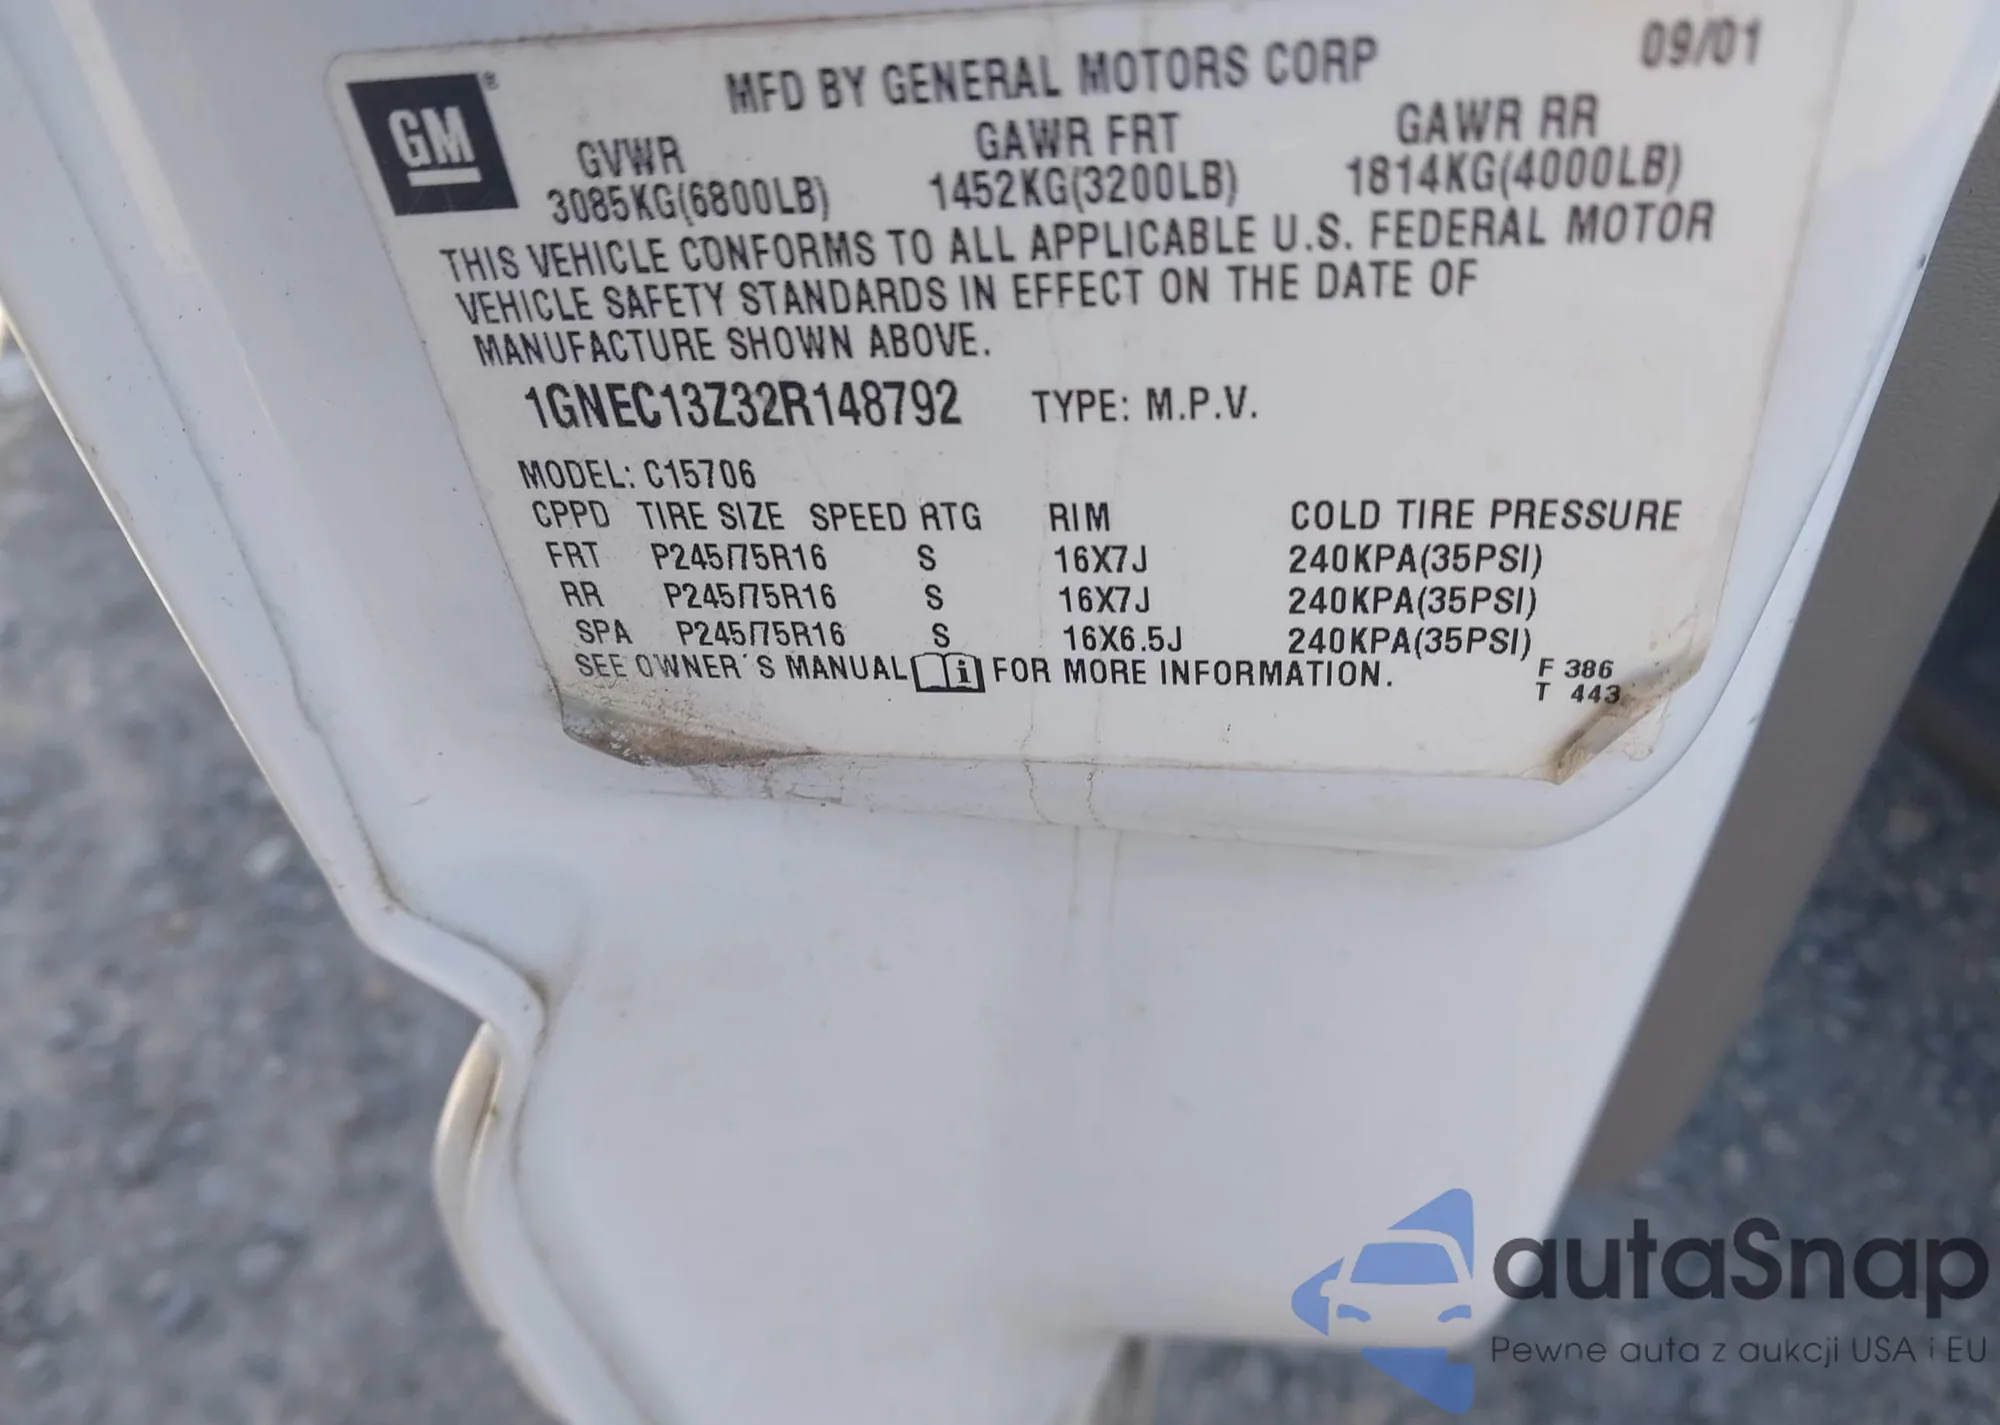 09/01
GM®
MFD BY GENERAL MOTORS CORP
GVWR GAWR FRT GAWR RR
3085KG(6800LB) 1452KG(3200LB) 1814KG(4000LB)
THIS VEHICLE CONFORMS TO ALL APPLICABLE U.S. FEDERAL MOTOR
VEHICLE SAFETY STANDARDS IN EFFECT ON THE DATE OF
MANUFACTURE SHOWN ABOVE.
1GNEC13Z32R148792 TYPE: M.P.V.
MODEL: C15706
CPPD TIRE SIZE SPEED RTG RIM COLD TIRE PRESSURE
FRT P245/75R16 S 16X7J 240KPA(35PSI)
RR P245/75R16 S 16X7J 240KPA(35PSI)
SPA P245/75R16 S 16X6.5J 240KPA(35PSI)
SEE OWNER'S MANUAL i FOR MORE INFORMATION.
F 386
T 443
autaSnap
Pewne auta z aukcji USA i EU